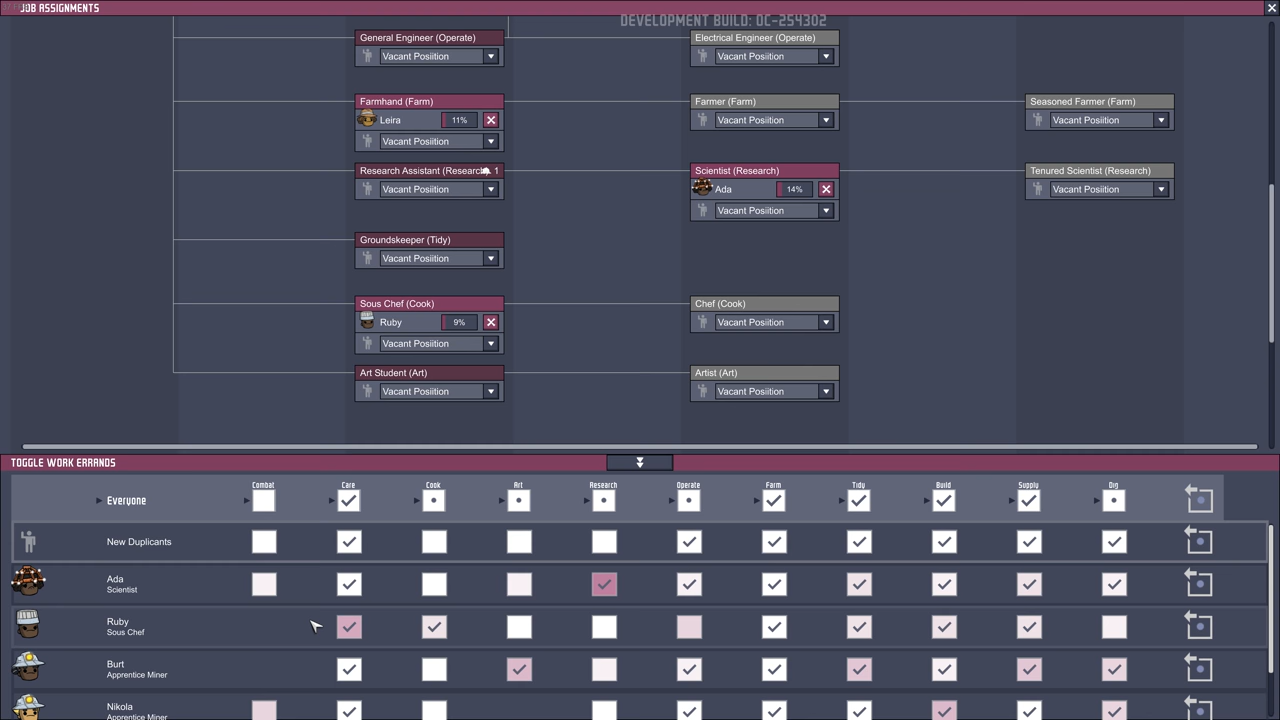 JOB ASSIGNMENTS
DEVELOPMENT BUILD: OC-254302
General Engineer (Operate)
Vacant Posiition
Electrical Engineer (Operate)
Vacant Posiition
Farmhand (Farm)
Leira 11%
Vacant Posiition
Farmer (Farm)
Vacant Posiition
Seasoned Farmer (Farm)
Vacant Posiition
Research Assistant (Research) 1
Vacant Posiition
Scientist (Research)
Ada 14%
Vacant Posiition
Tenured Scientist (Research)
Vacant Posiition
Groundskeeper (Tidy)
Vacant Posiition
Sous Chef (Cook)
Ruby 9%
Vacant Posiition
Chef (Cook)
Vacant Posiition
Art Student (Art)
Vacant Posiition
Artist (Art)
Vacant Posiition
TOGGLE WORK ERRANDS
Combat Care Cook Art Research Operate Farm Tidy Build Supply Dig
Everyone
New Duplicants
Ada
Scientist
Ruby
Sous Chef
Burt
Apprentice Miner
Nikola
Apprentice Miner